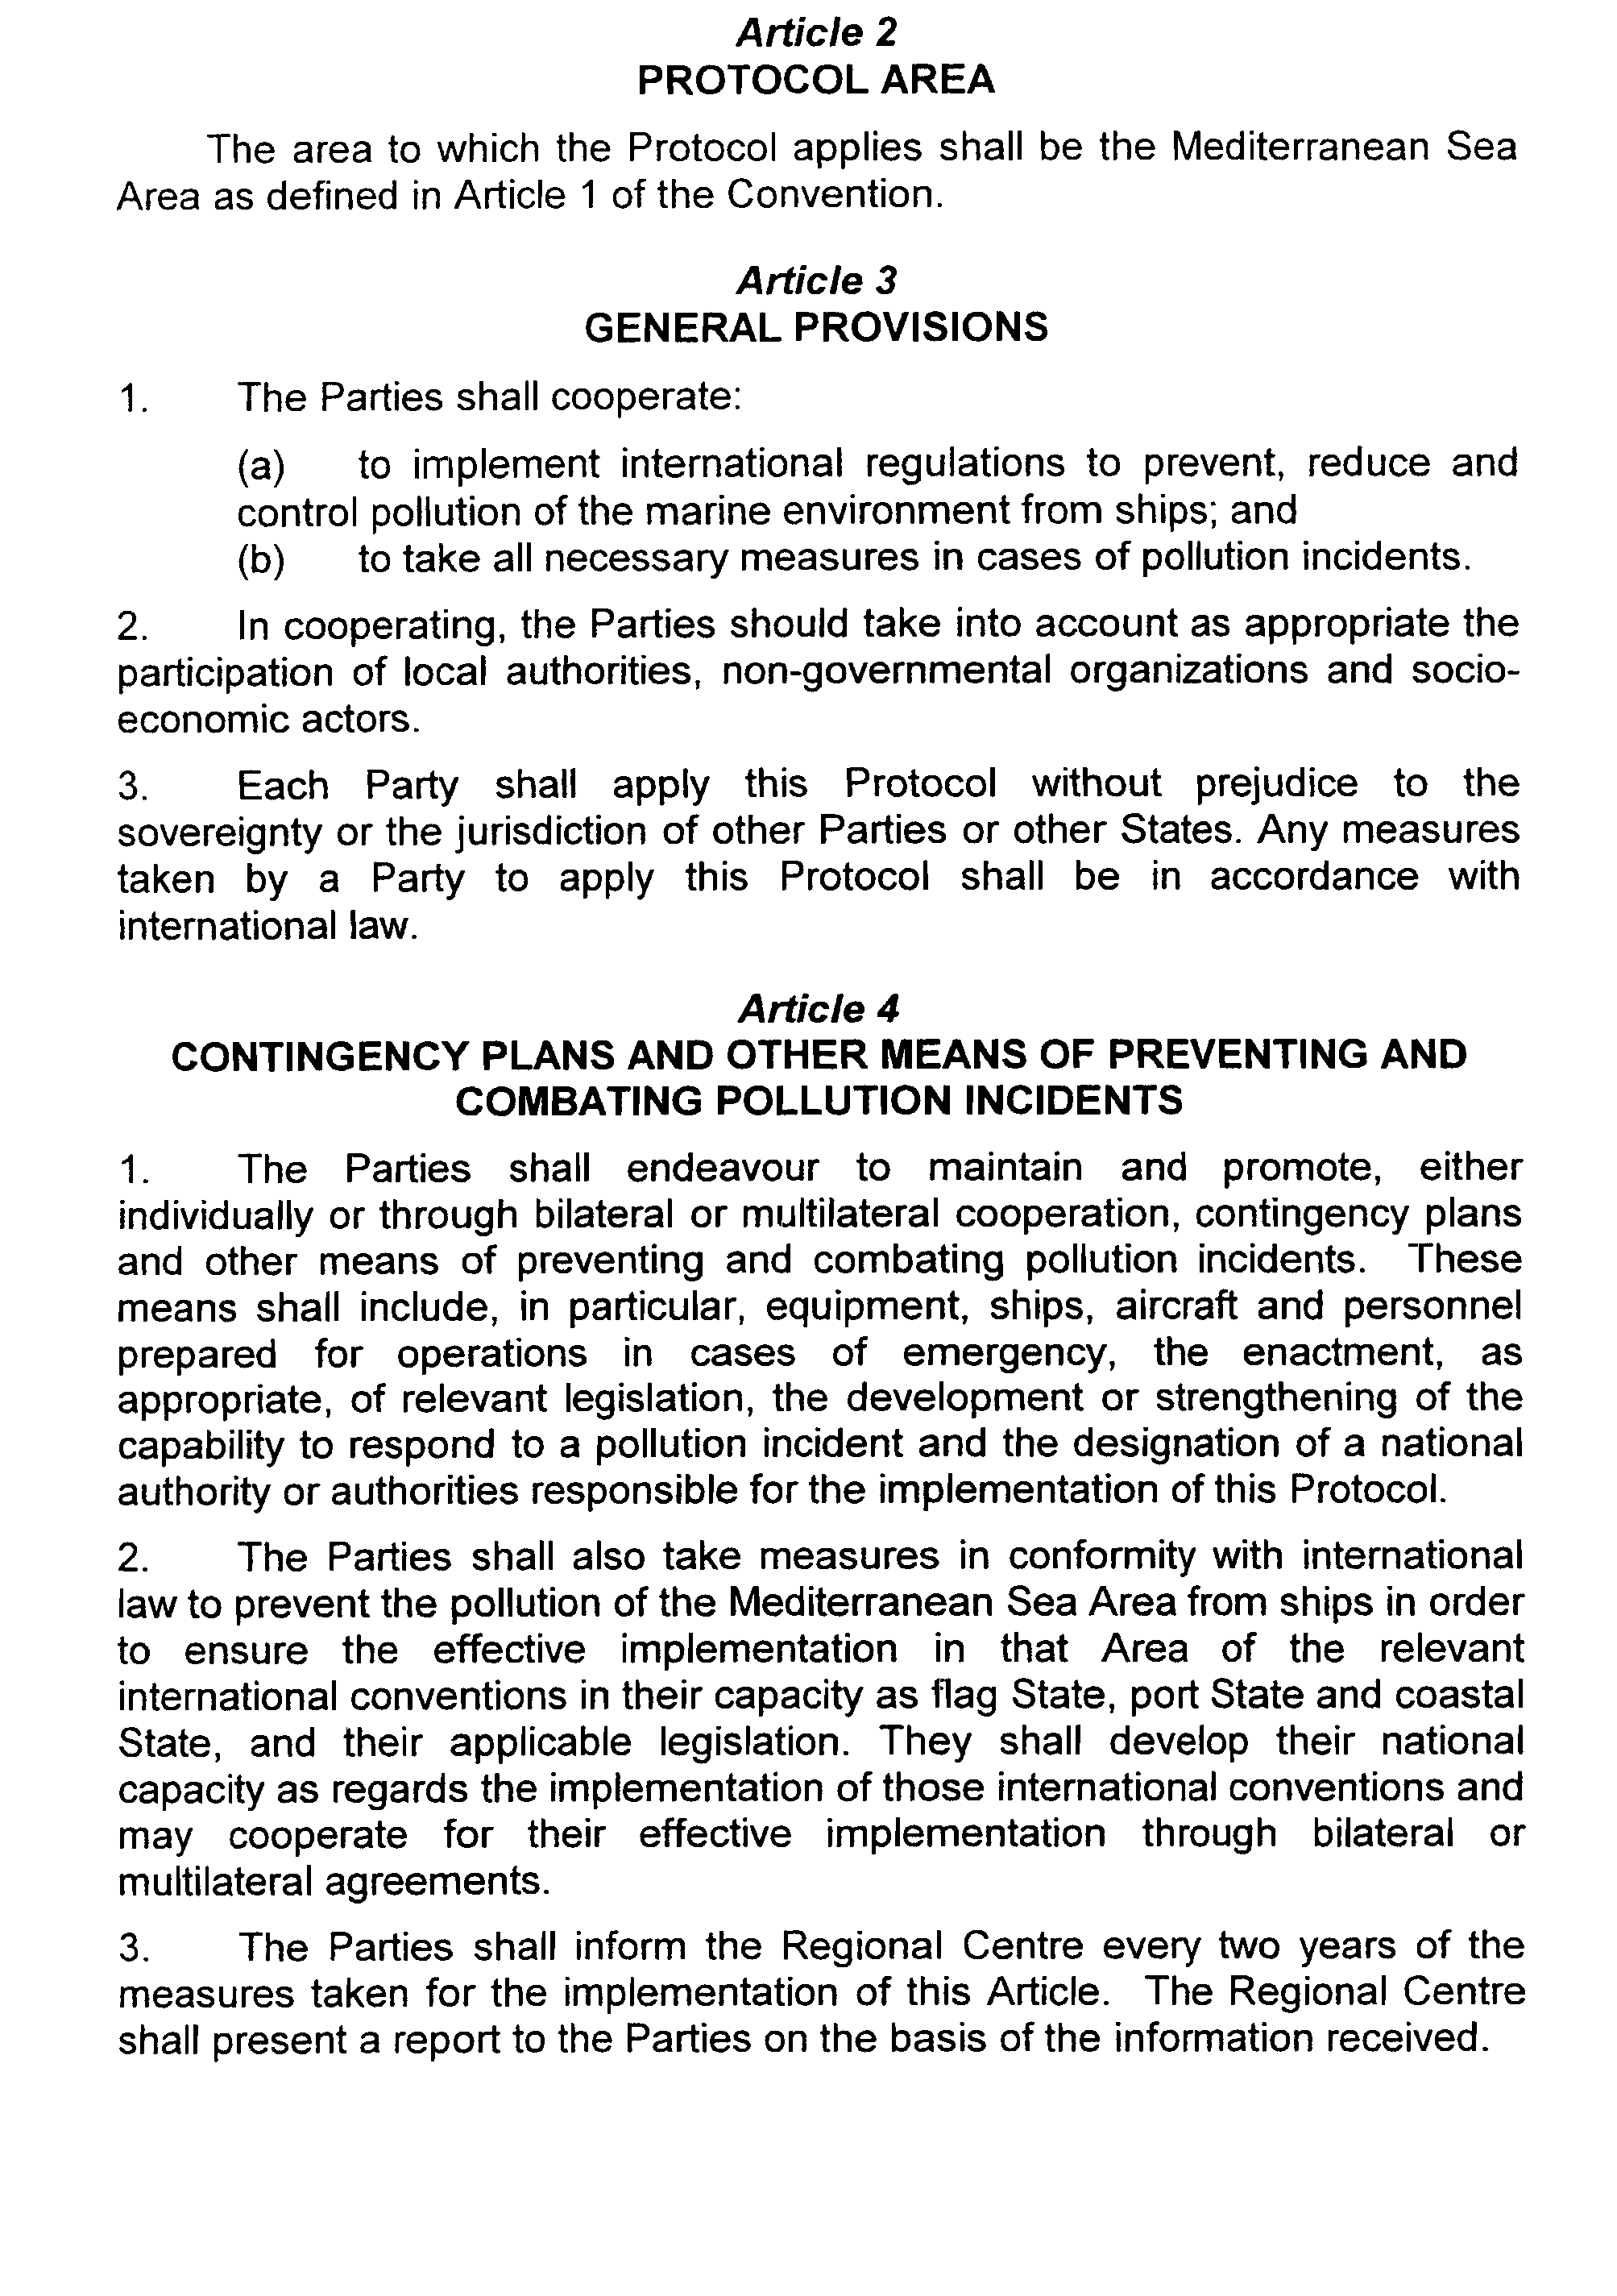 Article 2
PROTOCOL AREA
The area to which the Protocol applies shall be the Mediterranean Sea
Area as defined in Article 1 of the Convention.
Article 3
GENERAL PROVISIONS
1. The Parties shall cooperate:
(a) to implement international regulations to prevent, reduce and
control pollution of the marine environment from ships; and
(b) to take all necessary measures in cases of pollution incidents.
2. In cooperating, the Parties should take into account as appropriate the
participation of local authorities, non-governmental organizations and socio-
economic actors.
3. Each Party shall apply this Protocol without prejudice to the
sovereignty or the jurisdiction of other Parties or other States. Any measures
taken by a Party to apply this Protocol shall be in accordance with
international law.
Article 4
CONTINGENCY PLANS AND OTHER MEANS OF PREVENTING AND
COMBATING POLLUTION INCIDENTS
1. The Parties shall endeavour to maintain and promote, either
individually or through bilateral or multilateral cooperation, contingency plans
and other means of preventing and combating pollution incidents. These
means shall include, in particular, equipment, ships, aircraft and personnel
prepared for operations in cases of emergency, the enactment, as
appropriate, of relevant legislation, the development or strengthening of the
capability to respond to a pollution incident and the designation of a national
authority or authorities responsible for the implementation of this Protocol.
2. The Parties shall also take measures in conformity with international
law to prevent the pollution of the Mediterranean Sea Area from ships in order
to ensure the effective implementation in that Area of the relevant
international conventions in their capacity as flag State, port State and coastal
State, and their applicable legislation. They shall develop their national
capacity as regards the implementation of those international conventions and
may cooperate for their effective implementation through bilateral or
multilateral agreements.
3. The Parties shall inform the Regional Centre every two years of the
measures taken for the implementation of this Article. The Regional Centre
shall present a report to the Parties on the basis of the information received.